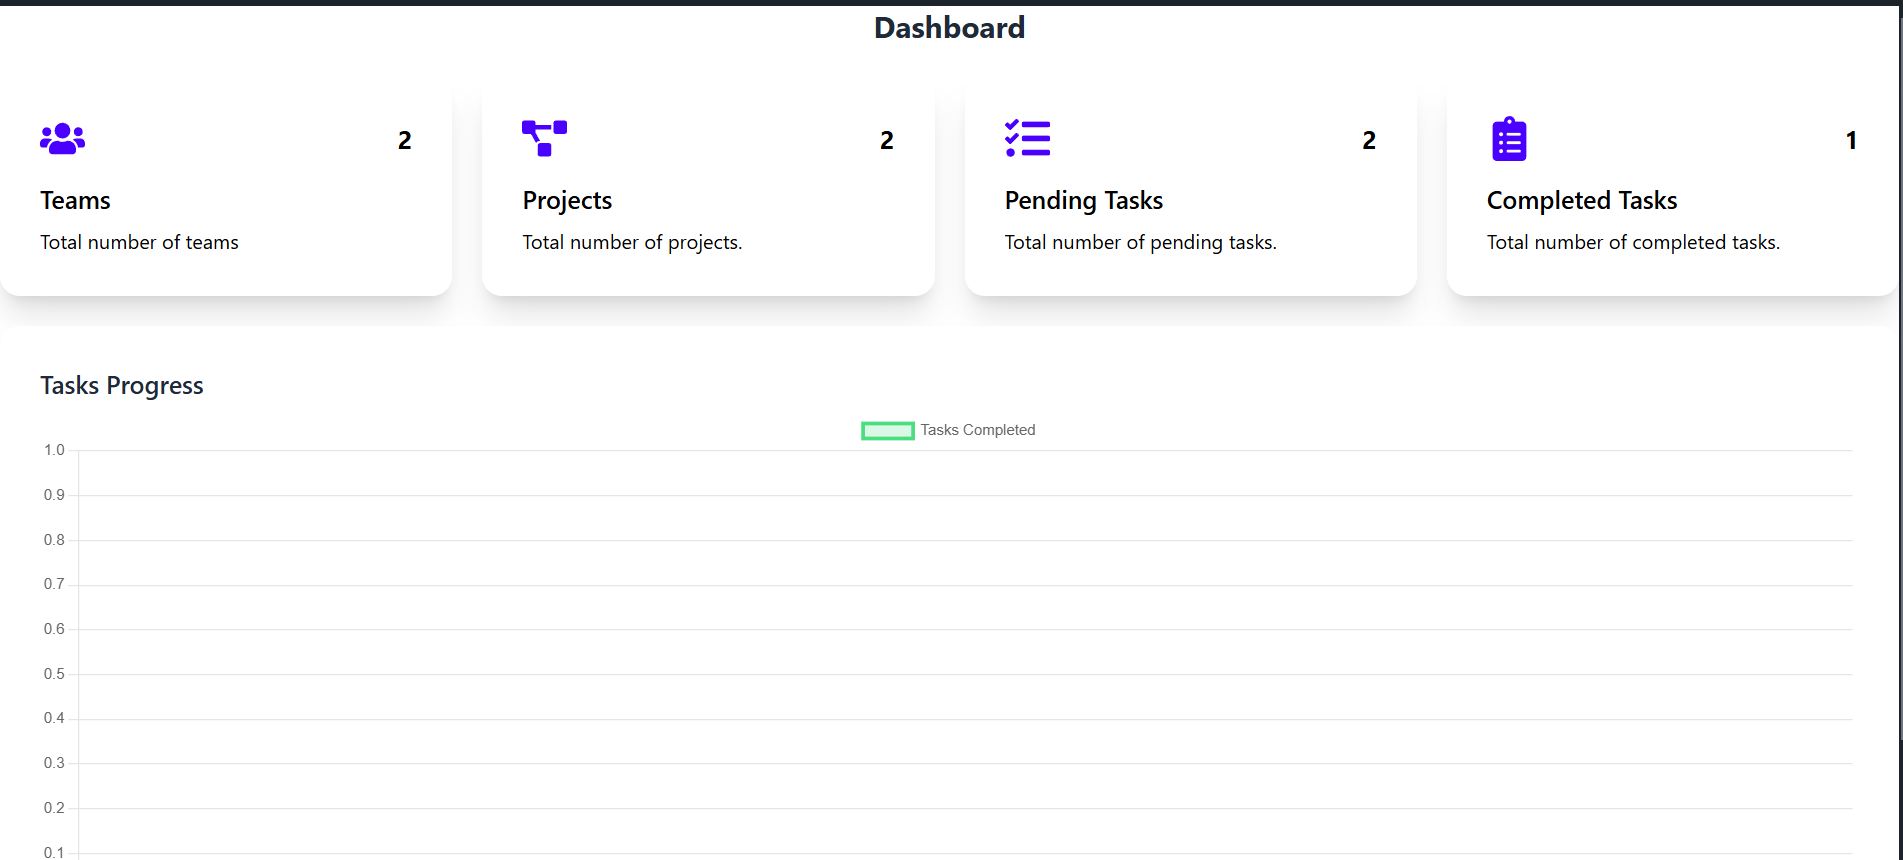 Dashboard
2
2
2
1
Teams
Projects
Pending Tasks
Completed Tasks
Total number of teams
Total number of projects.
Total number of pending tasks.
Total number of completed tasks.
Tasks Progress
Tasks Completed
1.0
0.9
0.8
0.7
0.6
0.5
0.4
0.3
0.2
0.1